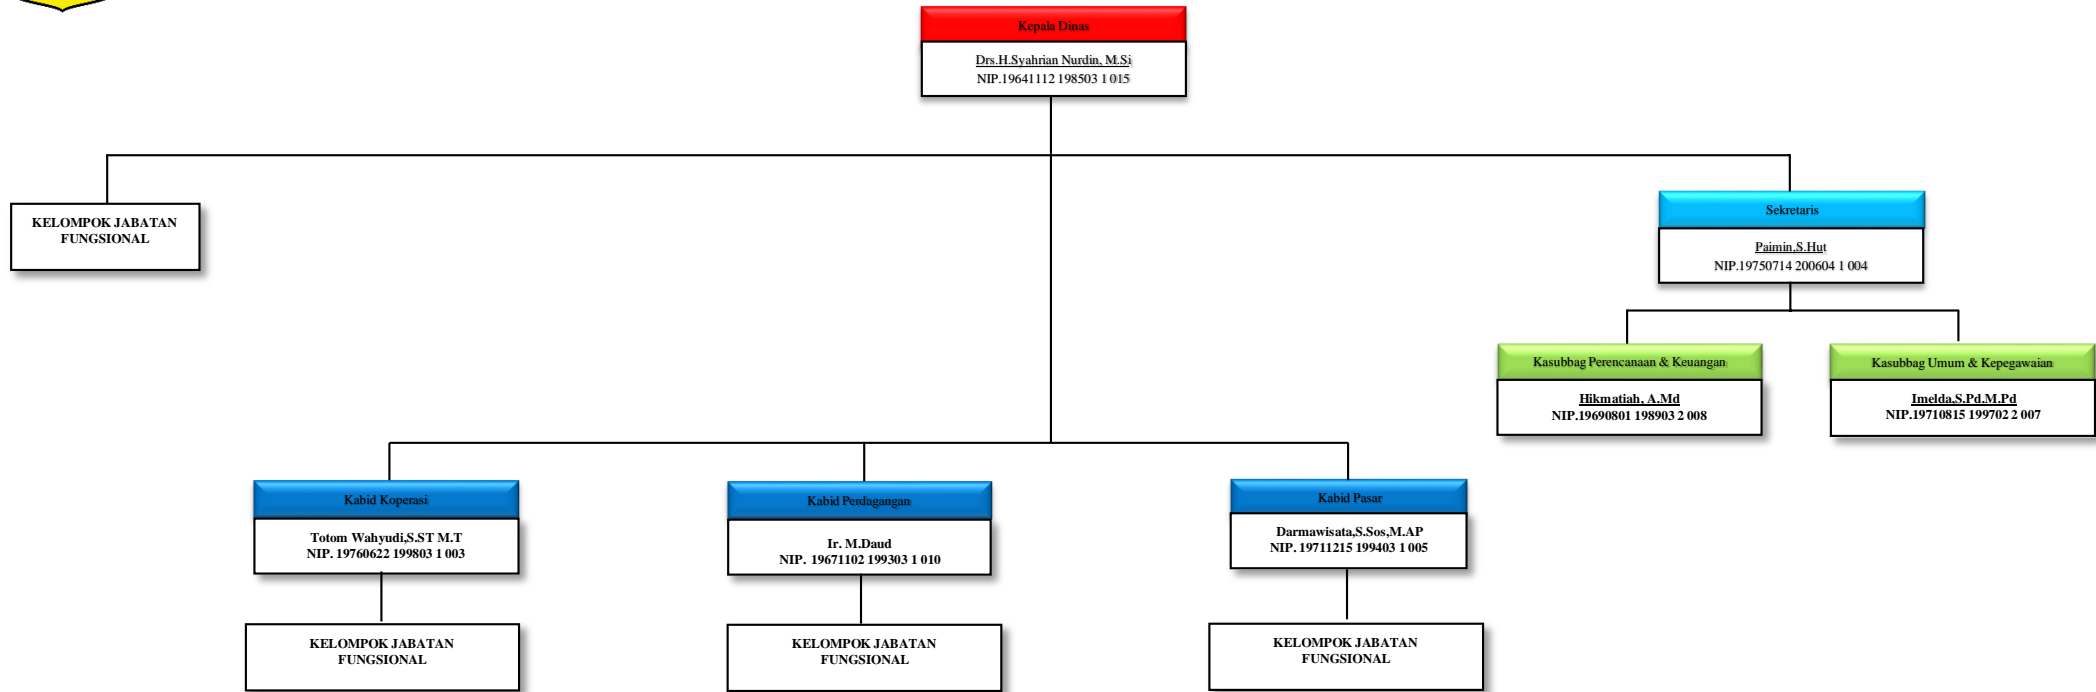 Kepala Dinas
Drs.H.Syahrian Nurdin, M.Si
NIP.19641112 198503 1 015
KELOMPOK JABATAN
FUNGSIONAL
Sekretaris
Paimin,S.Hut
NIP.19750714 200604 1 004
Kasubbag Perencanaan & Keuangan
Hikmatiah, A.Md
NIP.19690801 198903 2 008
Kasubbag Umum & Kepegawaian
Imelda,S.Pd.M.Pd
NIP.19710815 199702 2 007
Kabid Koperasi
Totom Wahyudi,S.ST M.T
NIP. 19760622 199803 1 003
Kabid Perdagangan
Ir. M.Daud
NIP. 19671102 199303 1 010
Kabid Pasar
Darmawisata,S.Sos,M.AP
NIP. 19711215 199403 1 005
KELOMPOK JABATAN
FUNGSIONAL
KELOMPOK JABATAN
FUNGSIONAL
KELOMPOK JABATAN
FUNGSIONAL